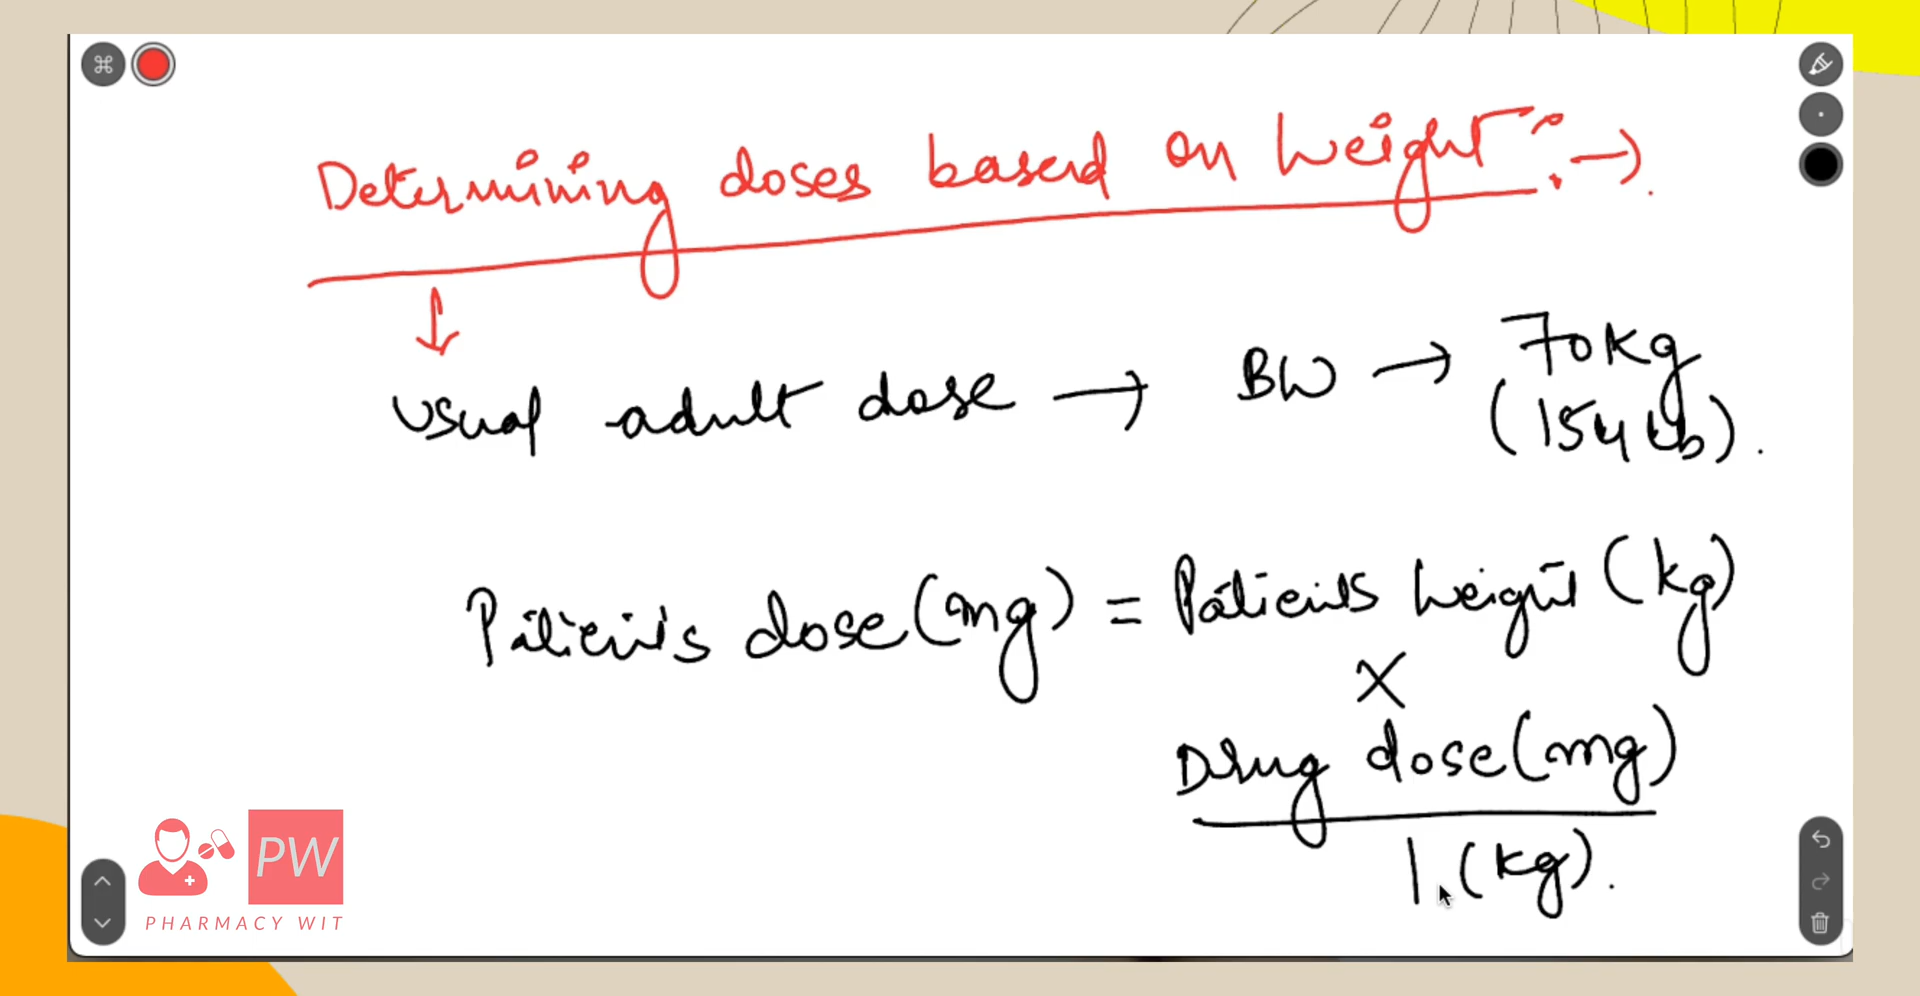 Determining doses based on weight :→.
↓
usual adult dose → BW → 70kg
(154 lb).
Patient's dose (mg) = Patients weight (kg)
X
Drug dose (mg)
1 (kg).
PW
PHARMACY WIT